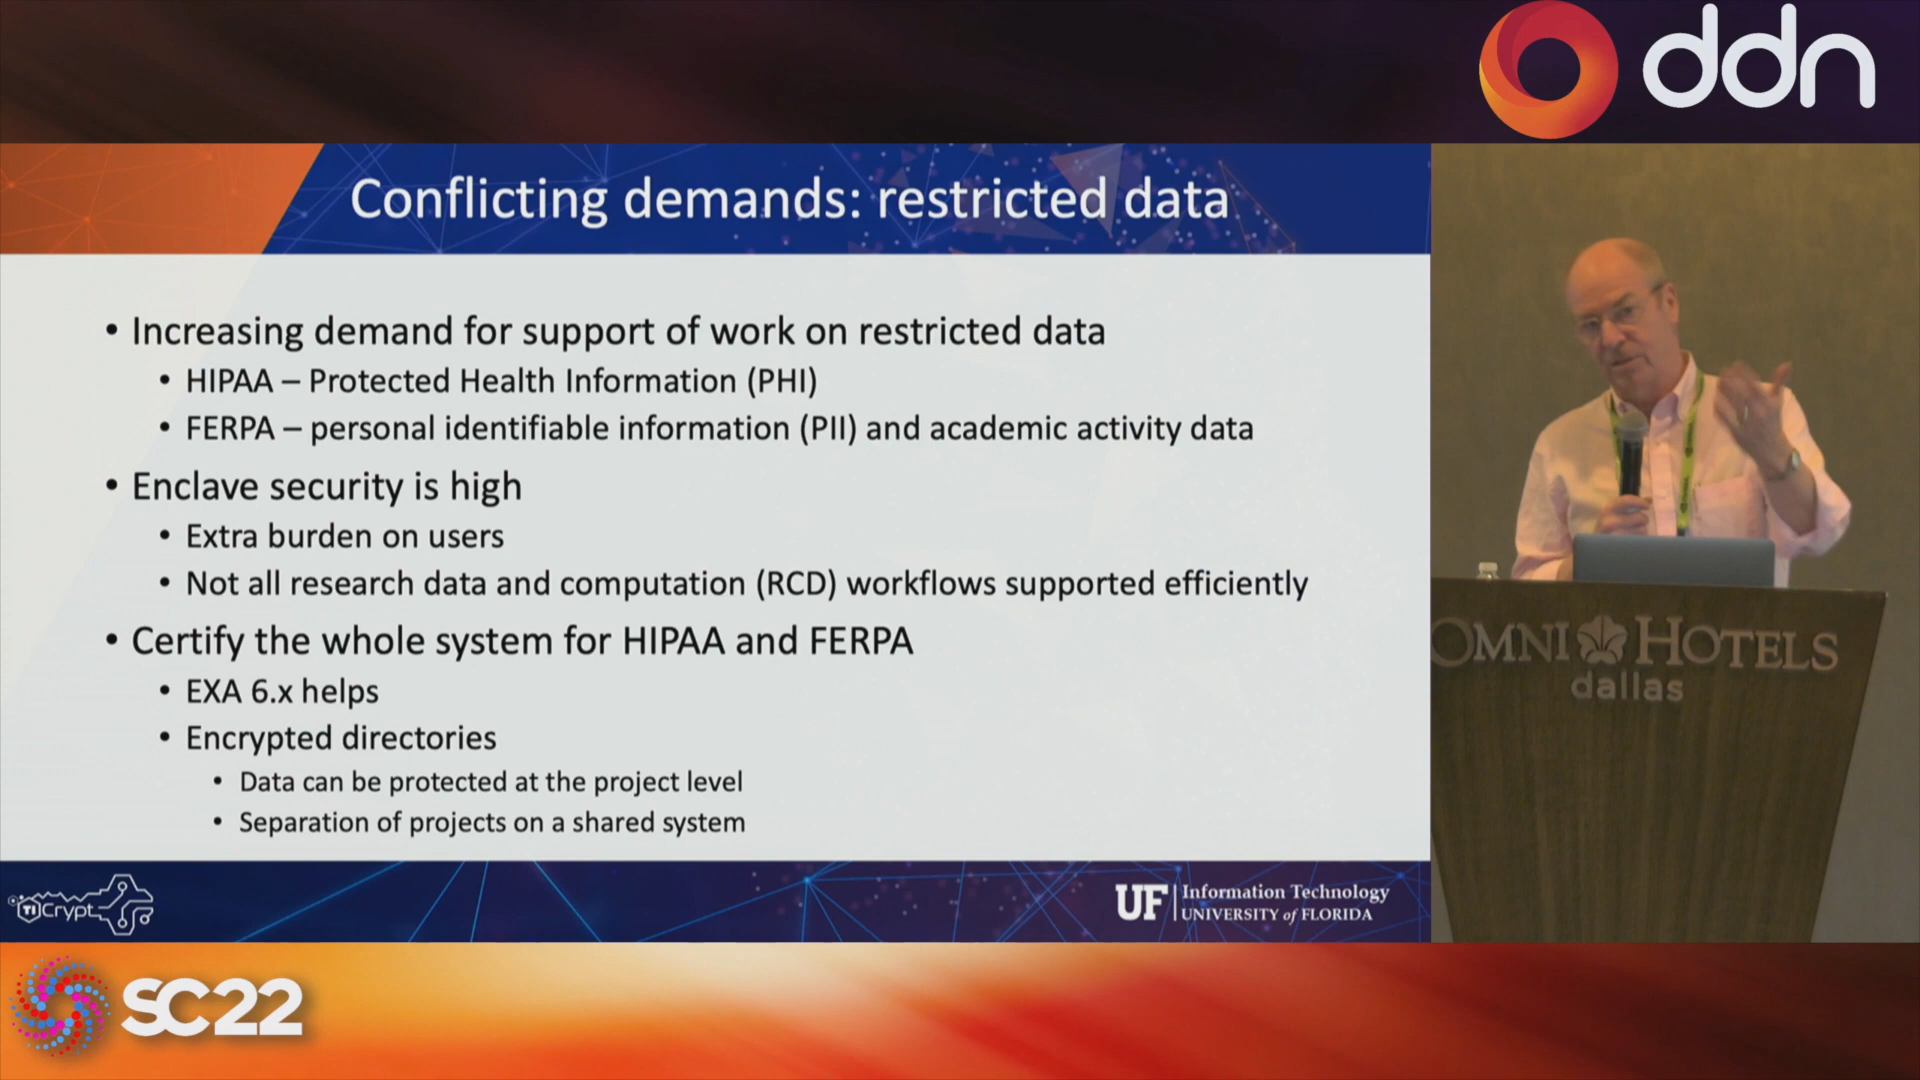 ddn
Conflicting demands: restricted data
• Increasing demand for support of work on restricted data
• HIPAA – Protected Health Information (PHI)
• FERPA – personal identifiable information (PII) and academic activity data
• Enclave security is high
• Extra burden on users
• Not all research data and computation (RCD) workflows supported efficiently
• Certify the whole system for HIPAA and FERPA
• EXA 6.x helps
• Encrypted directories
• Data can be protected at the project level
• Separation of projects on a shared system
OMNI HOTELS
dallas
TiCrypt
UF Information Technology
UNIVERSITY of FLORIDA
SC22